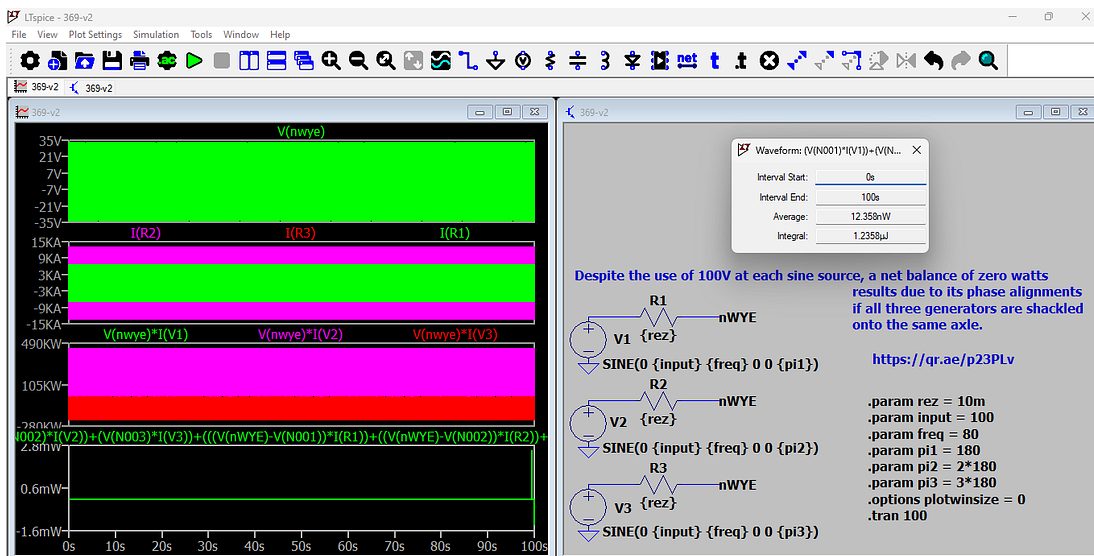 LTspice - 369-v2
File View Plot Settings Simulation Tools Window Help
.ac
net
t
.t
369-v2
369-v2
369-v2
V(nwye)
35V
21V
7V
-7V
-21V
-35V
I(R2) I(R3) I(R1)
15KA
9KA
3KA
-3KA
-9KA
-15KA
V(nwye)*I(V1) V(nwye)*I(V2) V(nwye)*I(V3)
490KW
105KW
-280KW
N002)*I(V2))+(V(N003)*I(V3))+(((V(nWYE)-V(N001))*I(R1))+((V(nWYE)-V(N002))*I(R2))+
2.8mW
0.6mW
-1.6mW
0s 10s 20s 30s 40s 50s 60s 70s 80s 90s 100s
369-v2
Waveform: (V(N001)*I(V1))+(V(N...
Interval Start: 0s
Interval End: 100s
Average: 12.358nW
Integral: 1.2358µJ
Despite the use of 100V at each sine source, a net balance of zero watts
results due to its phase alignments
if all three generators are shackled
onto the same axle.
https://qr.ae/p23PLv
R1
nWYE
V1 {rez}
SINE(0 {input} {freq} 0 0 {pi1})
R2
nWYE
V2 {rez}
SINE(0 {input} {freq} 0 0 {pi2})
R3
nWYE
V3 {rez}
SINE(0 {input} {freq} 0 0 {pi3})
.param rez = 10m
.param input = 100
.param freq = 80
.param pi1 = 180
.param pi2 = 2*180
.param pi3 = 3*180
.options plotwinsize = 0
.tran 100